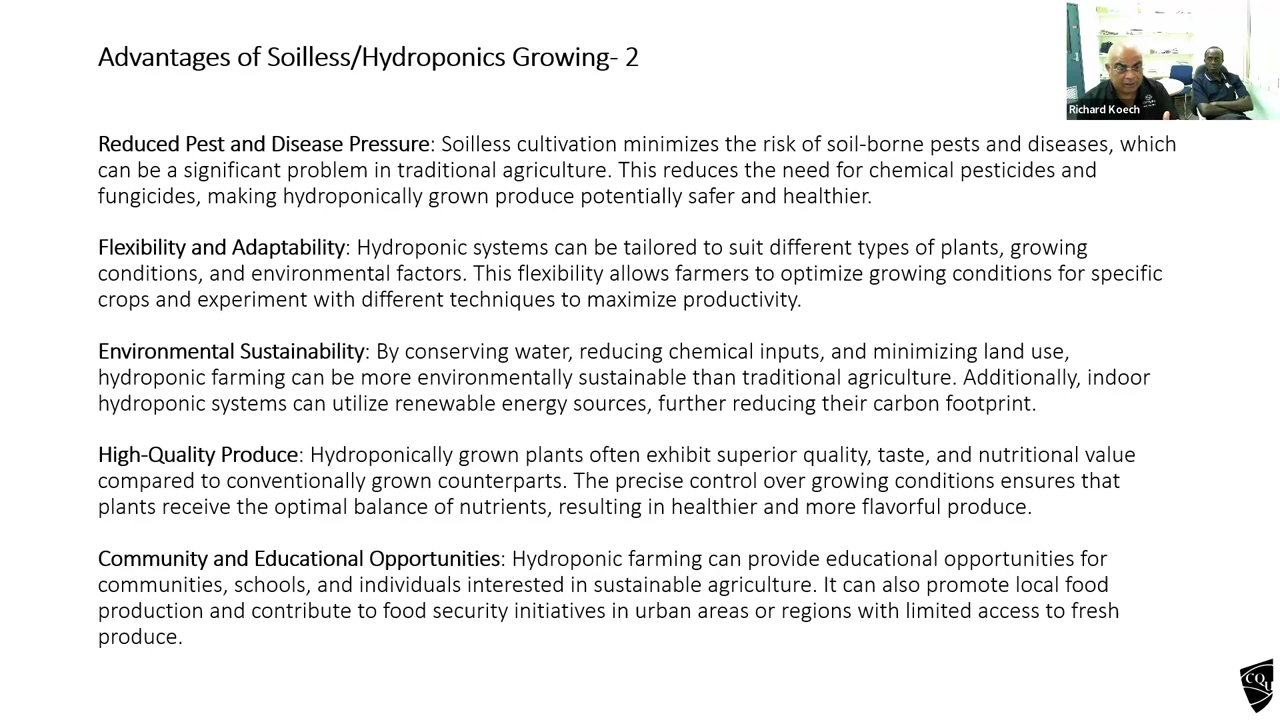 Advantages of Soilless/Hydroponics Growing- 2
Richard Koech
Reduced Pest and Disease Pressure: Soilless cultivation minimizes the risk of soil-borne pests and diseases, which
can be a significant problem in traditional agriculture. This reduces the need for chemical pesticides and
fungicides, making hydroponically grown produce potentially safer and healthier.
Flexibility and Adaptability: Hydroponic systems can be tailored to suit different types of plants, growing
conditions, and environmental factors. This flexibility allows farmers to optimize growing conditions for specific
crops and experiment with different techniques to maximize productivity.
Environmental Sustainability: By conserving water, reducing chemical inputs, and minimizing land use,
hydroponic farming can be more environmentally sustainable than traditional agriculture. Additionally, indoor
hydroponic systems can utilize renewable energy sources, further reducing their carbon footprint.
High-Quality Produce: Hydroponically grown plants often exhibit superior quality, taste, and nutritional value
compared to conventionally grown counterparts. The precise control over growing conditions ensures that
plants receive the optimal balance of nutrients, resulting in healthier and more flavorful produce.
Community and Educational Opportunities: Hydroponic farming can provide educational opportunities for
communities, schools, and individuals interested in sustainable agriculture. It can also promote local food
production and contribute to food security initiatives in urban areas or regions with limited access to fresh
produce.
CQU